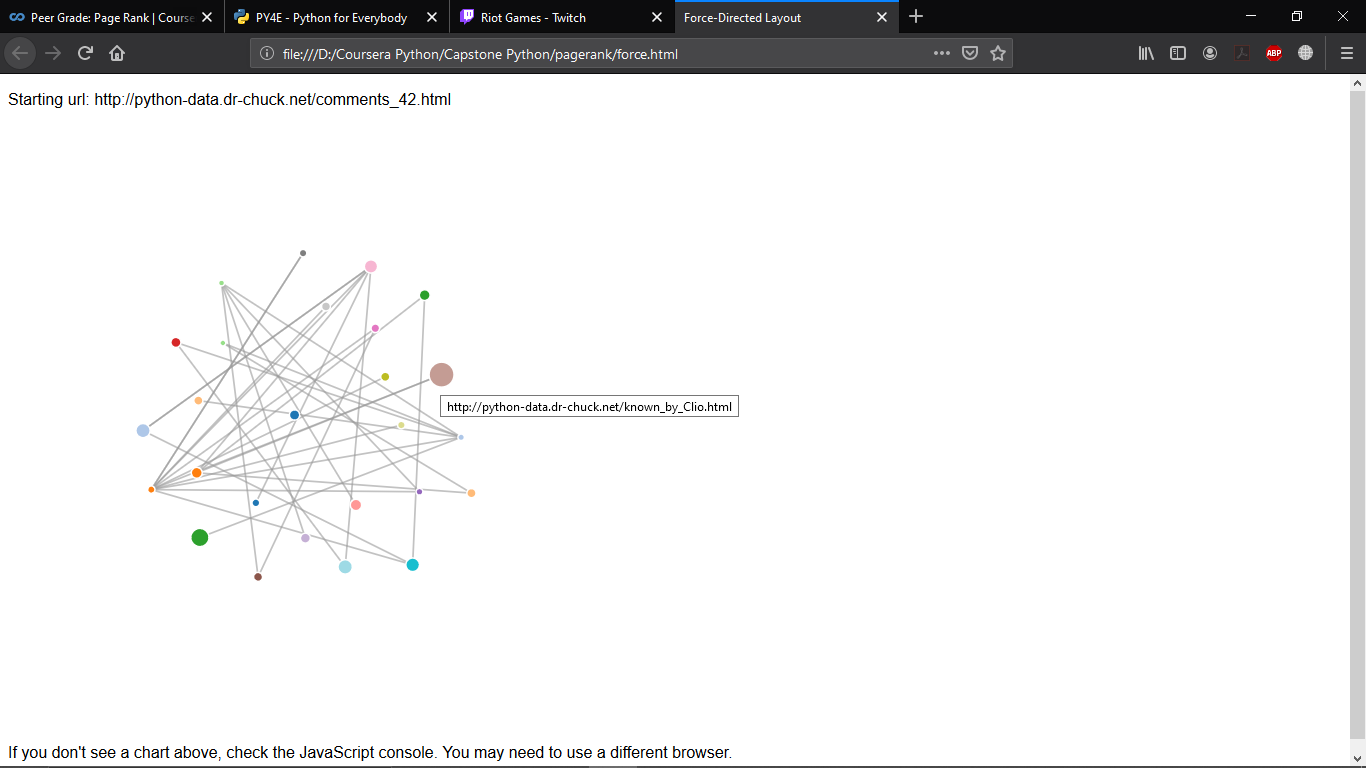 Peer Grade: Page Rank | Course
PY4E - Python for Everybody
Riot Games - Twitch
Force-Directed Layout
file:///D:/Coursera Python/Capstone Python/pagerank/force.html
ABP
Starting url: http://python-data.dr-chuck.net/comments_42.html
http://python-data.dr-chuck.net/known_by_Clio.html
If you don't see a chart above, check the JavaScript console. You may need to use a different browser.